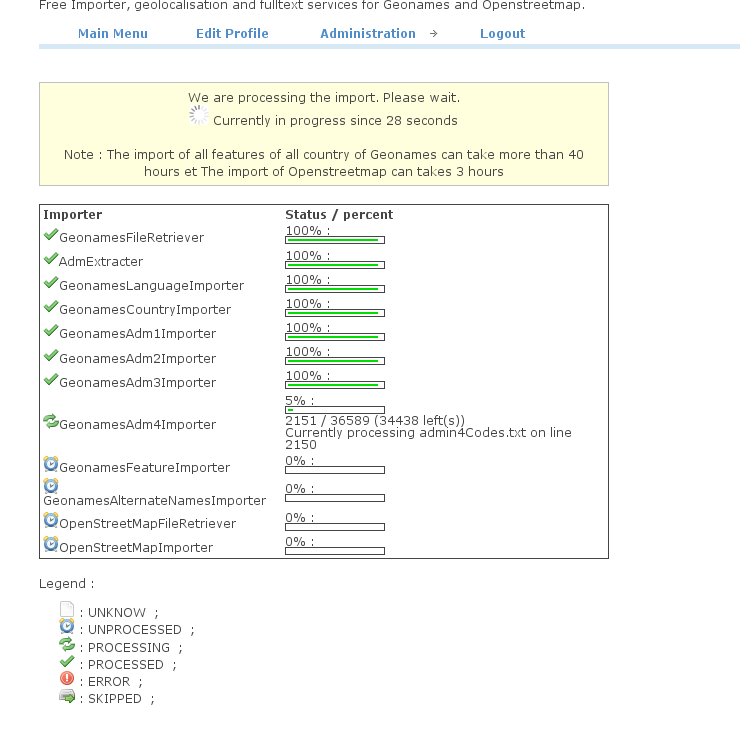 Free Importer, geolocalisation and fulltext services for Geonames and Openstreetmap.
Main Menu Edit Profile Administration → Logout
We are processing the import. Please wait.
Currently in progress since 28 seconds
Note : The import of all features of all country of Geonames can take more than 40
hours et The import of Openstreetmap can takes 3 hours
Importer Status / percent
GeonamesFileRetriever 100% :
AdmExtracter 100% :
GeonamesLanguageImporter 100% :
GeonamesCountryImporter 100% :
GeonamesAdm1Importer 100% :
GeonamesAdm2Importer 100% :
GeonamesAdm3Importer 100% :
5% :
GeonamesAdm4Importer 2151 / 36589 (34438 left(s))
Currently processing admin4Codes.txt on line
2150
GeonamesFeatureImporter 0% :
GeonamesAlternateNamesImporter 0% :
OpenStreetMapFileRetriever 0% :
OpenStreetMapImporter 0% :
Legend :
: UNKNOW ;
: UNPROCESSED ;
: PROCESSING ;
: PROCESSED ;
: ERROR ;
: SKIPPED ;